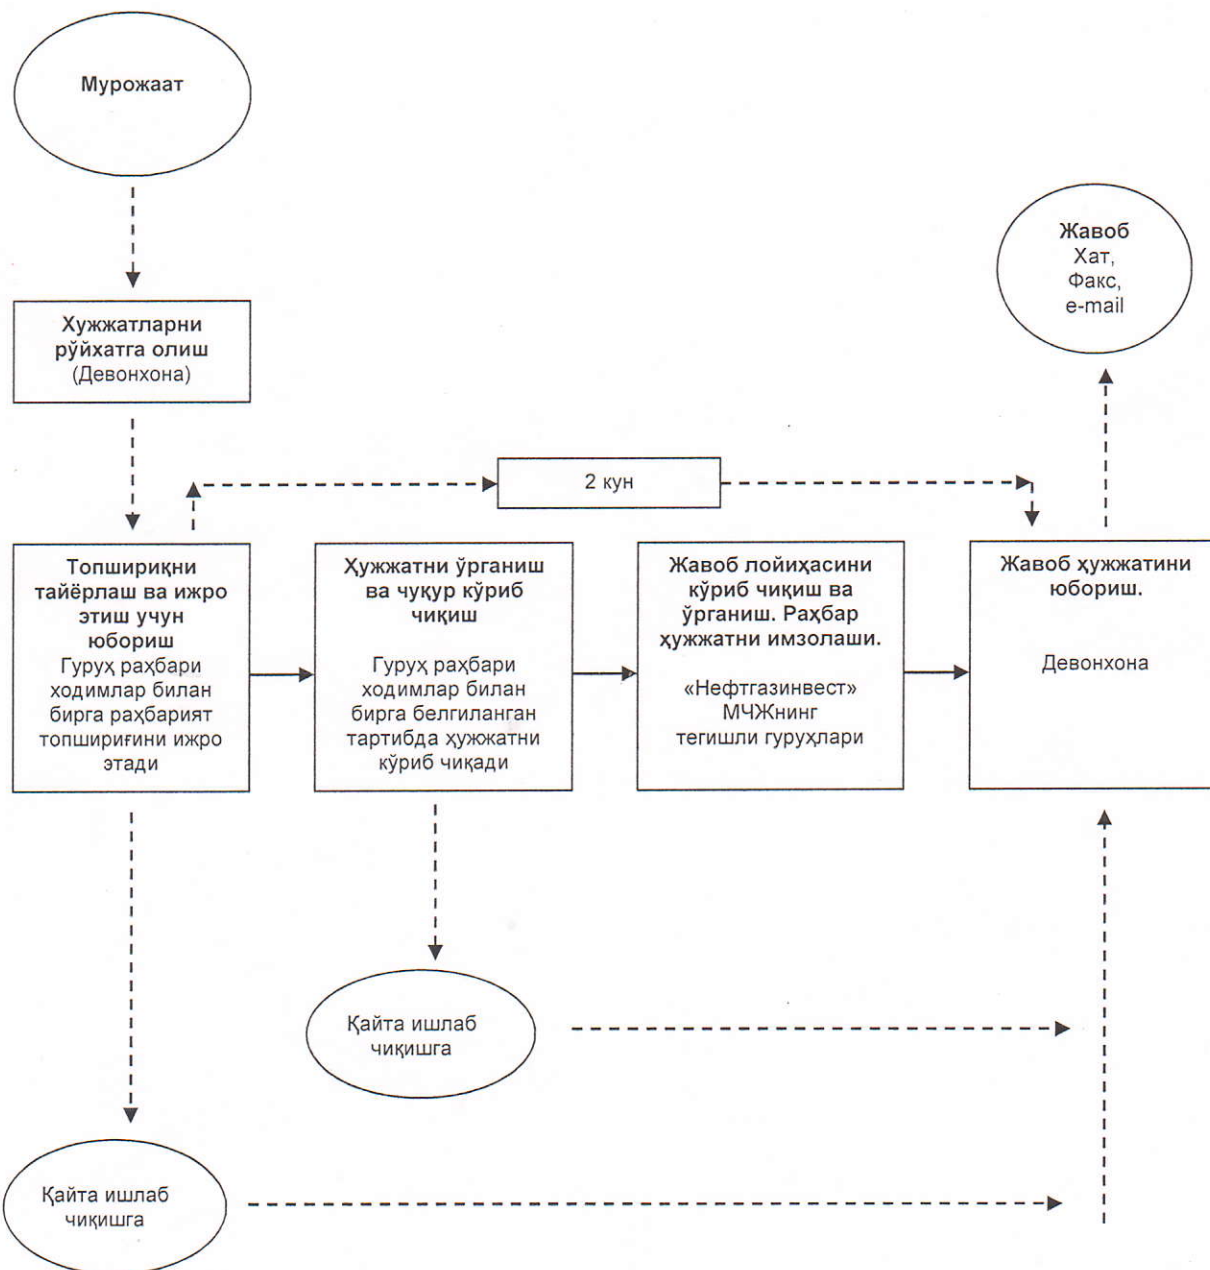 Мурожаат
Жавоб
Хат,
Факс,
e-mail
Хужжатларни
рўйхатга олиш
(Девонхона)
2 кун
Топшириқни
тайёрлаш ва ижро
этиш учун
юбориш
Гуруҳ раҳбари
ходимлар билан
бирга раҳбарият
топшириғини ижро
этади
Ҳужжатни ўрганиш
ва чуқур кўриб
чиқиш
Гуруҳ раҳбари
ходимлар билан
бирга белгиланган
тартибда ҳужжатни
кўриб чиқади
Жавоб лойиҳасини
кўриб чиқиш ва
ўрганиш. Раҳбар
ҳужжатни имзолаши.
«Нефтгазинвест»
МЧЖнинг
тегишли гуруҳлари
Жавоб ҳужжатини
юбориш.
Девонхона
Қайта ишлаб
чиқишга
Қайта ишлаб
чиқишга